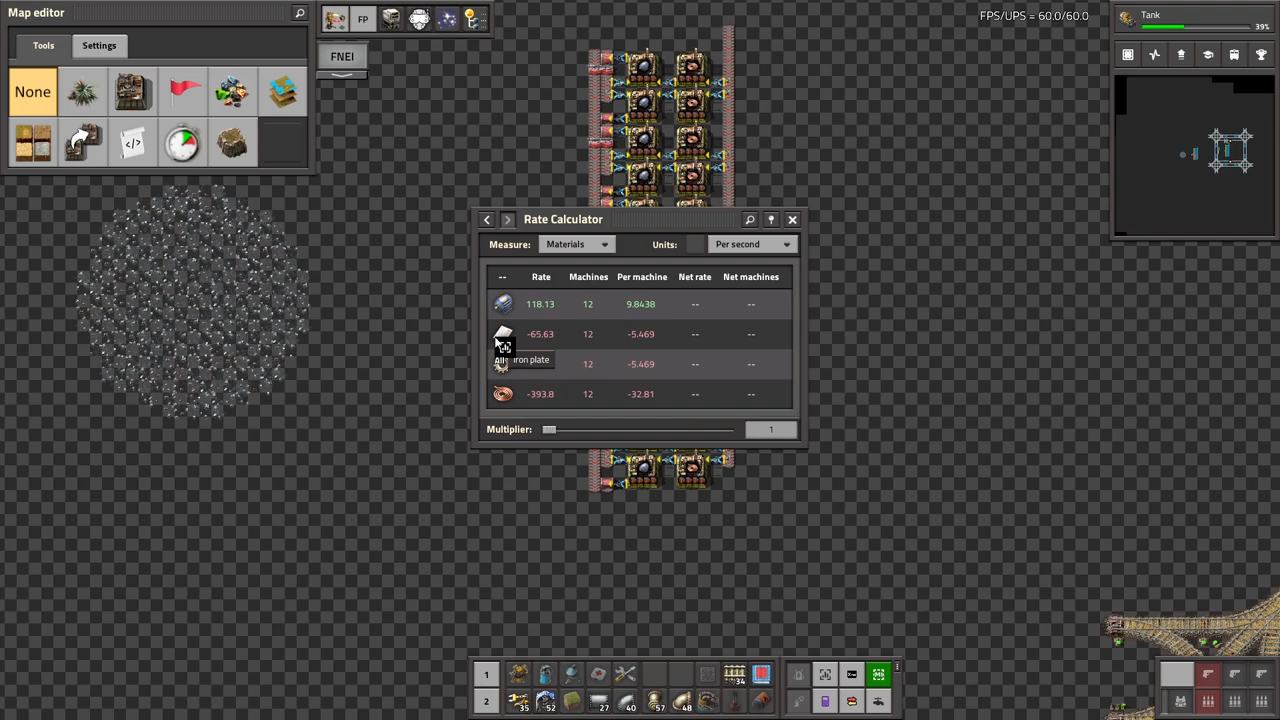 Map editor
Tools
Settings
None
FP
FNEI
FPS/UPS = 60.0/60.0
Tank
39%
Rate Calculator
Measure: Materials Units: Per second
-- Rate Machines Per machine Net rate Net machines
118.13 12 9.8438 -- --
-65.63 12 -5.469 -- --
Iron plate
12 -5.469 -- --
-393.8 12 -32.81 -- --
Multiplier: 1
1
34
2
35
52
27
40
57
48